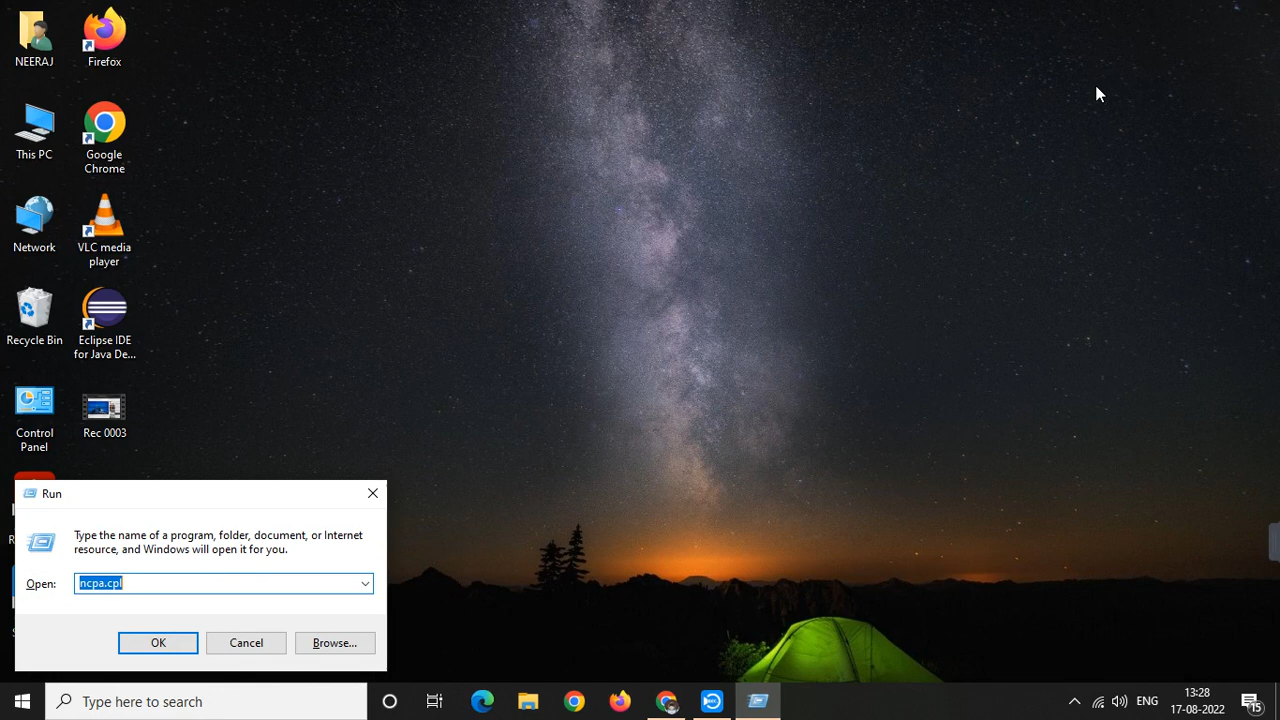 NEERAJ
Firefox
This PC
Google
Chrome
Network
VLC media
player
Recycle Bin
Eclipse IDE
for Java De...
Control
Panel
Rec 0003
Run
Type the name of a program, folder, document, or Internet
resource, and Windows will open it for you.
Open:
ncpa.cpl
OK
Cancel
Browse...
Type here to search
ENG
13:28
17-08-2022
15